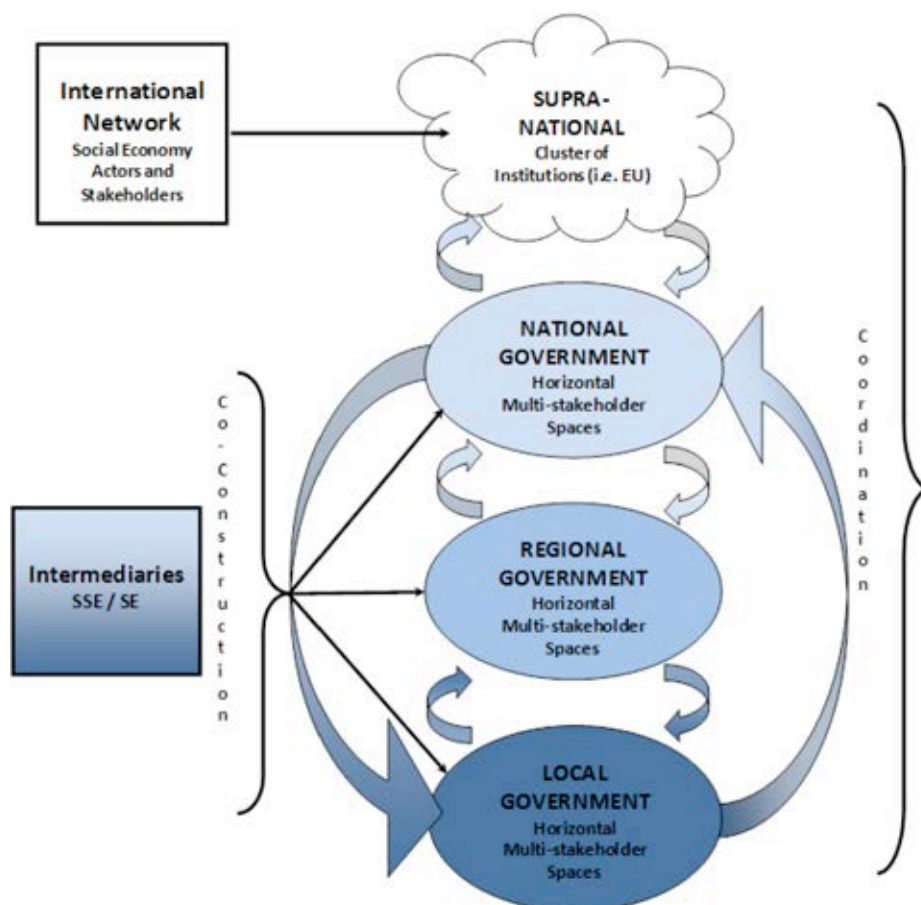 International
Network
Social Economy
Actors and
Stakeholders
SUPRA-
NATIONAL
Cluster of
Institutions (i.e. EU)
NATIONAL
GOVERNMENT
Horizontal
Multi-stakeholder
Spaces
Co-Construction
Coordination
Intermediaries
SSE / SE
REGIONAL
GOVERNMENT
Horizontal
Multi-stakeholder
Spaces
LOCAL
GOVERNMENT
Horizontal
Multi-stakeholder
Spaces